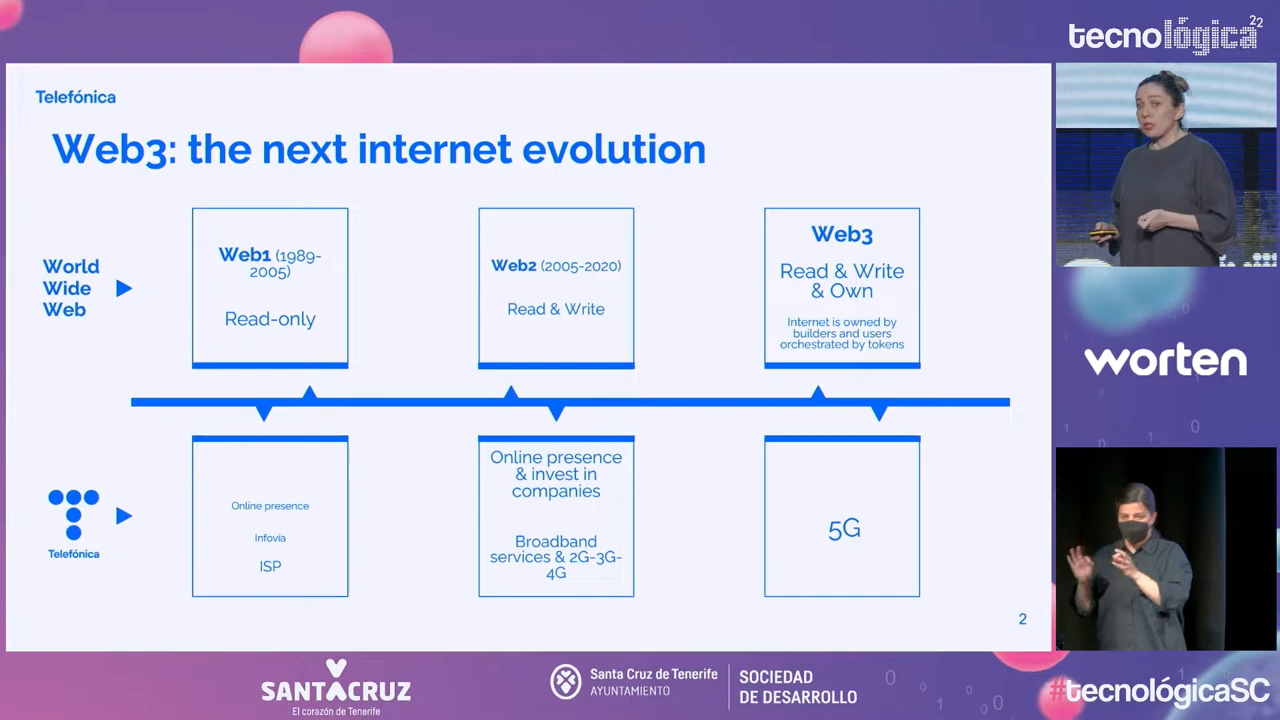 tecnológica22
Telefónica
Web3: the next internet evolution
World
Wide
Web
Web1 (1989-
2005)
Read-only
Web2 (2005-2020)
Read & Write
Web3
Read & Write
& Own
Internet is owned by
builders and users
orchestrated by tokens
Telefónica
Online presence
Infovía
ISP
Online presence
& invest in
companies
Broadband
services & 2G-3G-
4G
5G
2
worten
SANTACRUZ
El corazón de Tenerife
Santa Cruz de Tenerife
AYUNTAMIENTO
SOCIEDAD
DE DESARROLLO
#tecnológicaSC